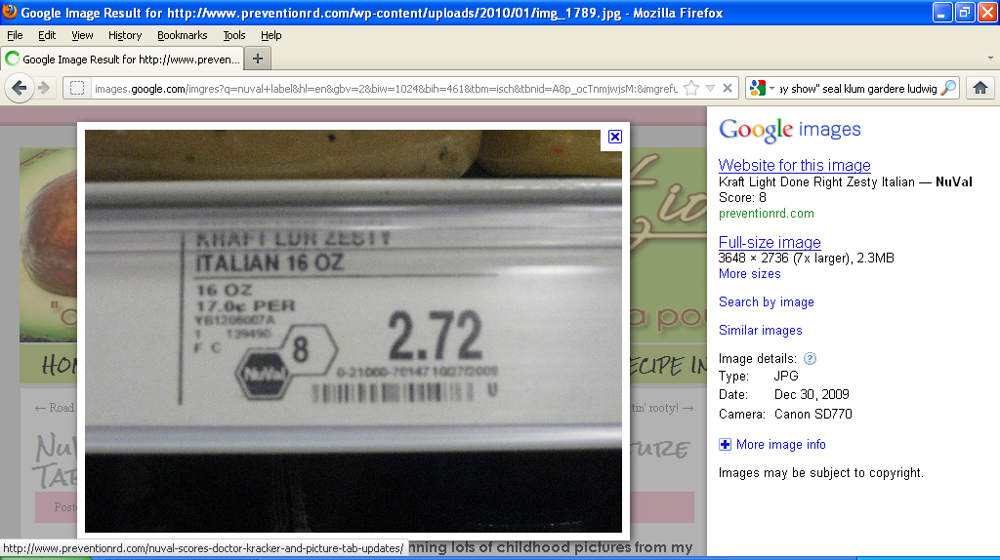 Google Image Result for http://www.preventionrd.com/wp-content/uploads/2010/01/img_1789.jpg - Mozilla Firefox
File Edit View History Bookmarks Tools Help
Google Image Result for http://www.preven...
images.google.com/imgres?q=nuval+label&hl=en&gbv=2&biw=1024&bih=461&tbm=isch&tbnid=A8p_ocTnmjwjsM:&imgrefu
ay show" seal klum gardere ludwig
KRAFT LDR ZESTY
ITALIAN 16 OZ
16 OZ
17.0¢ PER
YB1206007A
1 139490
F C
8
NuVal
2.72
0-21000-70147 10/27/2009
U
Google images
Website for this image
Kraft Light Done Right Zesty Italian — NuVal
Score: 8
preventionrd.com
Full-size image
3648 × 2736 (7x larger), 2.3MB
More sizes
Search by image
Similar images
Image details:
Type: JPG
Date: Dec 30, 2009
Camera: Canon SD770
More image info
Images may be subject to copyright.
HOM
ECIPE IN
← Road
tin' rooty! →
NuV
TURE
TAB
Poste
http://www.preventionrd.com/nuval-scores-doctor-kracker-and-picture-tab-updates/
nning lots of childhood pictures from my